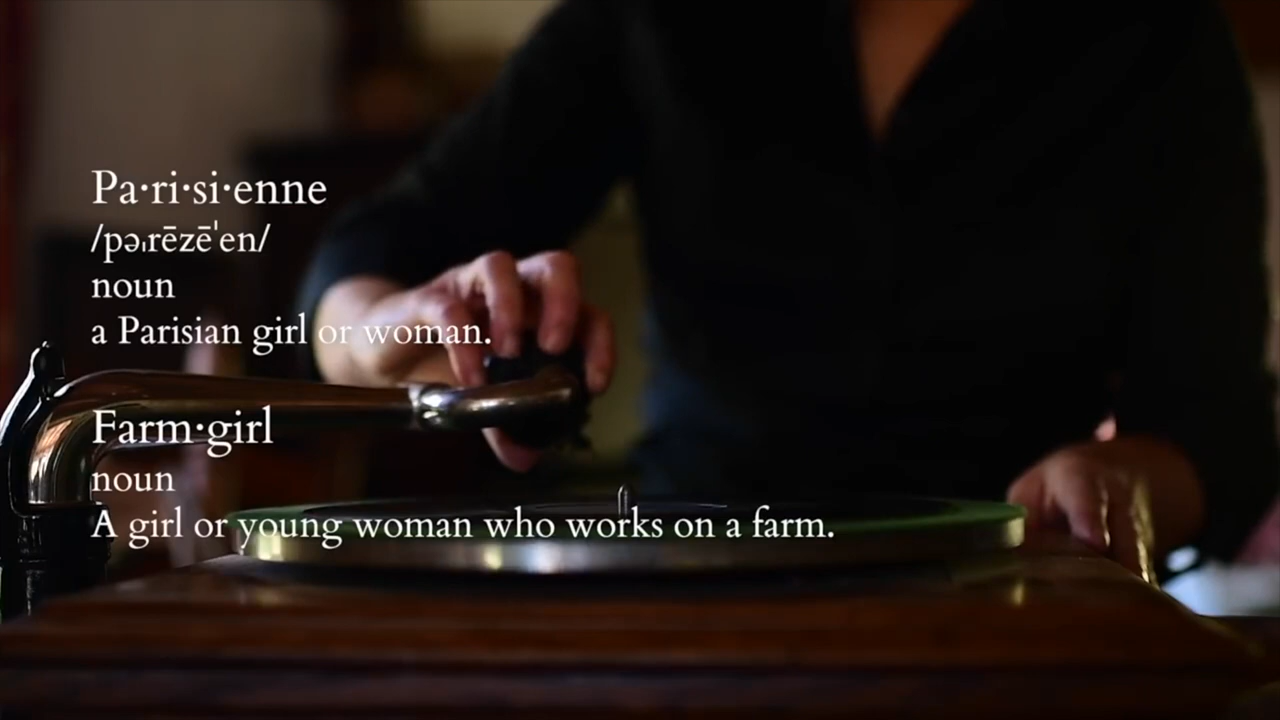 Pa·ri·si·enne
/pəˌrēzēˈen/
noun
a Parisian girl or woman.
Farm·girl
noun
A girl or young woman who works on a farm.